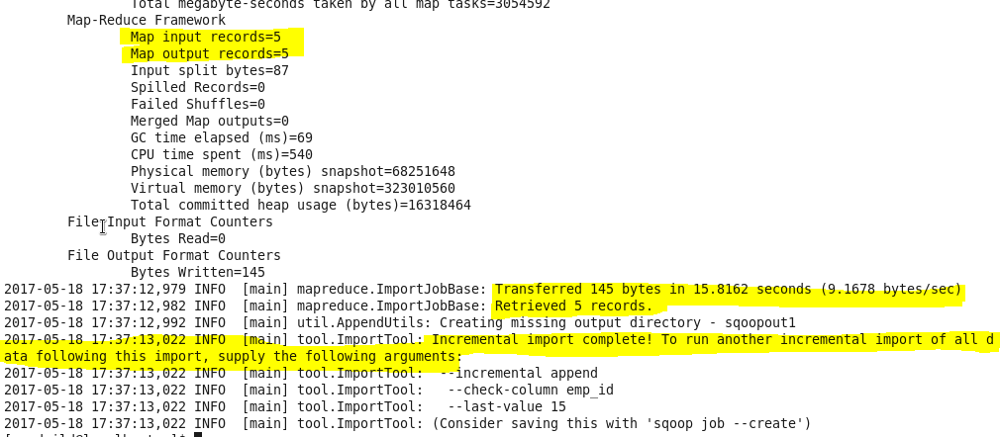 Total megabyte-seconds taken by all map tasks=3054592
Map-Reduce Framework
Map input records=5
Map output records=5
Input split bytes=87
Spilled Records=0
Failed Shuffles=0
Merged Map outputs=0
GC time elapsed (ms)=69
CPU time spent (ms)=540
Physical memory (bytes) snapshot=68251648
Virtual memory (bytes) snapshot=323010560
Total committed heap usage (bytes)=16318464
File Input Format Counters
Bytes Read=0
File Output Format Counters
Bytes Written=145
2017-05-18 17:37:12,979 INFO  [main] mapreduce.ImportJobBase: Transferred 145 bytes in 15.8162 seconds (9.1678 bytes/sec)
2017-05-18 17:37:12,982 INFO  [main] mapreduce.ImportJobBase: Retrieved 5 records.
2017-05-18 17:37:12,992 INFO  [main] util.AppendUtils: Creating missing output directory - sqoopout1
2017-05-18 17:37:13,022 INFO  [main] tool.ImportTool: Incremental import complete! To run another incremental import of all d
ata following this import, supply the following arguments:
2017-05-18 17:37:13,022 INFO  [main] tool.ImportTool:  --incremental append
2017-05-18 17:37:13,022 INFO  [main] tool.ImportTool:   --check-column emp_id
2017-05-18 17:37:13,022 INFO  [main] tool.ImportTool:   --last-value 15
2017-05-18 17:37:13,022 INFO  [main] tool.ImportTool: (Consider saving this with 'sqoop job --create')